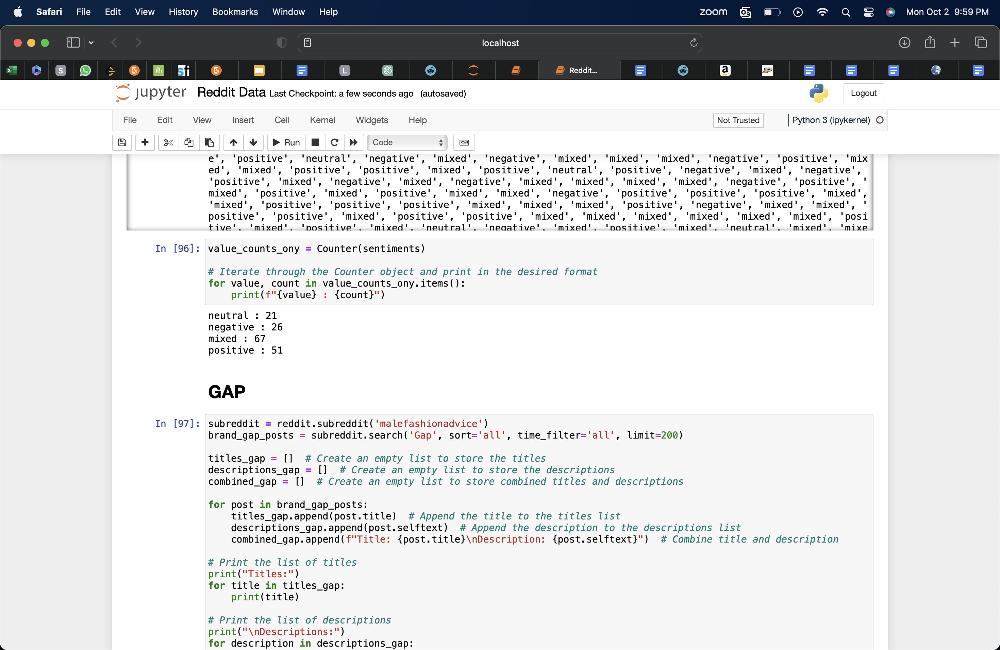 Safari File Edit View History Bookmarks Window Help zoom Mon Oct 2 9:59 PM
localhost
S L Reddit...
jupyter Reddit Data Last Checkpoint: a few seconds ago (autosaved) Logout
File Edit View Insert Cell Kernel Widgets Help Not Trusted Python 3 (ipykernel)
Run Code
e', 'positive', 'neutral', 'negative', 'mixed', 'negative', 'mixed', 'mixed', 'mixed', 'negative', 'positive', 'mix
ed', 'mixed', 'positive', 'positive', 'mixed', 'positive', 'neutral', 'positive', 'negative', 'mixed', 'negative',
'positive', 'mixed', 'negative', 'mixed', 'negative', 'mixed', 'mixed', 'mixed', 'mixed', 'negative', 'positive', '
mixed', 'positive', 'mixed', 'positive', 'mixed', 'mixed', 'negative', 'positive', 'positive', 'positive', 'mixed',
'mixed', 'positive', 'positive', 'positive', 'mixed', 'mixed', 'mixed', 'positive', 'negative', 'mixed', 'mixed', '
positive', 'positive', 'mixed', 'positive', 'positive', 'mixed', 'mixed', 'mixed', 'mixed', 'mixed', 'mixed', 'posi
tive', 'mixed', 'positive', 'mixed', 'neutral', 'negative', 'mixed', 'positive', 'mixed', 'neutral', 'mixed', 'mixe
In [96]: value_counts_ony = Counter(sentiments)
# Iterate through the Counter object and print in the desired format
for value, count in value_counts_ony.items():
    print(f"{value} : {count}")
neutral : 21
negative : 26
mixed : 67
positive : 51
GAP
In [97]: subreddit = reddit.subreddit('malefashionadvice')
brand_gap_posts = subreddit.search('Gap', sort='all', time_filter='all', limit=200)
titles_gap = []  # Create an empty list to store the titles
descriptions_gap = []  # Create an empty list to store the descriptions
combined_gap = []  # Create an empty list to store combined titles and descriptions
for post in brand_gap_posts:
    titles_gap.append(post.title)  # Append the title to the titles list
    descriptions_gap.append(post.selftext)  # Append the description to the descriptions list
    combined_gap.append(f"Title: {post.title}\nDescription: {post.selftext}")  # Combine title and description
# Print the list of titles
print("Titles:")
for title in titles_gap:
    print(title)
# Print the list of descriptions
print("\nDescriptions:")
for description in descriptions_gap: